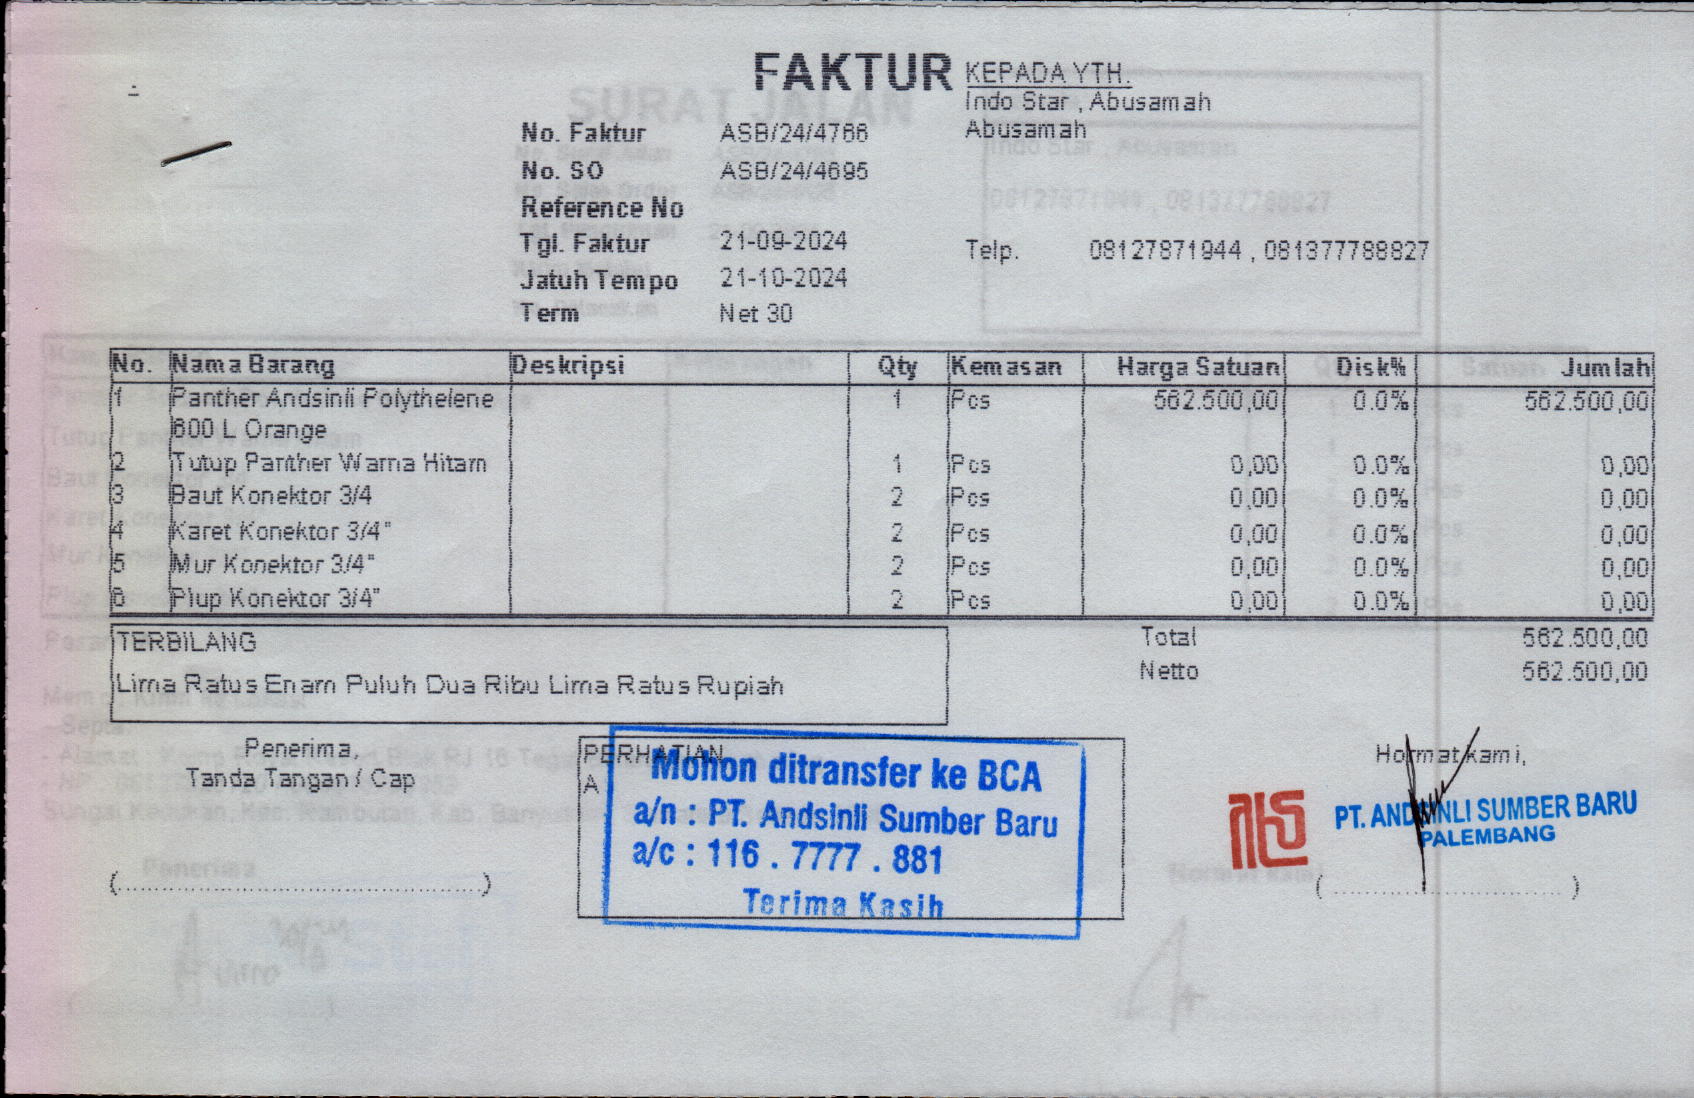 FAKTUR
KEPADA YTH.
Indo Star , Abusamah
Abusamah
No. Faktur ASB/24/4766
No. SO ASB/24/4695
Reference No
Tgl. Faktur 21-09-2024
Telp. 08127871944 , 081377788827
Jatuh Tempo 21-10-2024
Term Net 30
No. Nama Barang Deskripsi Qty Kemasan Harga Satuan Disk% Jumlah
1 Panther Andsinli Polythelene 1 Pcs 562.500,00 0.0% 562.500,00
600 L Orange
2 Tutup Panther Warna Hitam 1 Pcs 0,00 0.0% 0,00
3 Baut Konektor 3/4 2 Pcs 0,00 0.0% 0,00
4 Karet Konektor 3/4" 2 Pcs 0,00 0.0% 0,00
5 Mur Konektor 3/4" 2 Pcs 0,00 0.0% 0,00
6 Plup Konektor 3/4" 2 Pcs 0,00 0.0% 0,00
TERBILANG
Lima Ratus Enam Puluh Dua Ribu Lima Ratus Rupiah
Total 562.500,00
Netto 562.500,00
Penerima,
Tanda Tangan / Cap
PERHATIAN
A
Mohon ditransfer ke BCA
a/n : PT. Andsinli Sumber Baru
a/c : 116 . 7777 . 881
Terima Kasih
Hormat kami,
PT. ANDSINLI SUMBER BARU
PALEMBANG